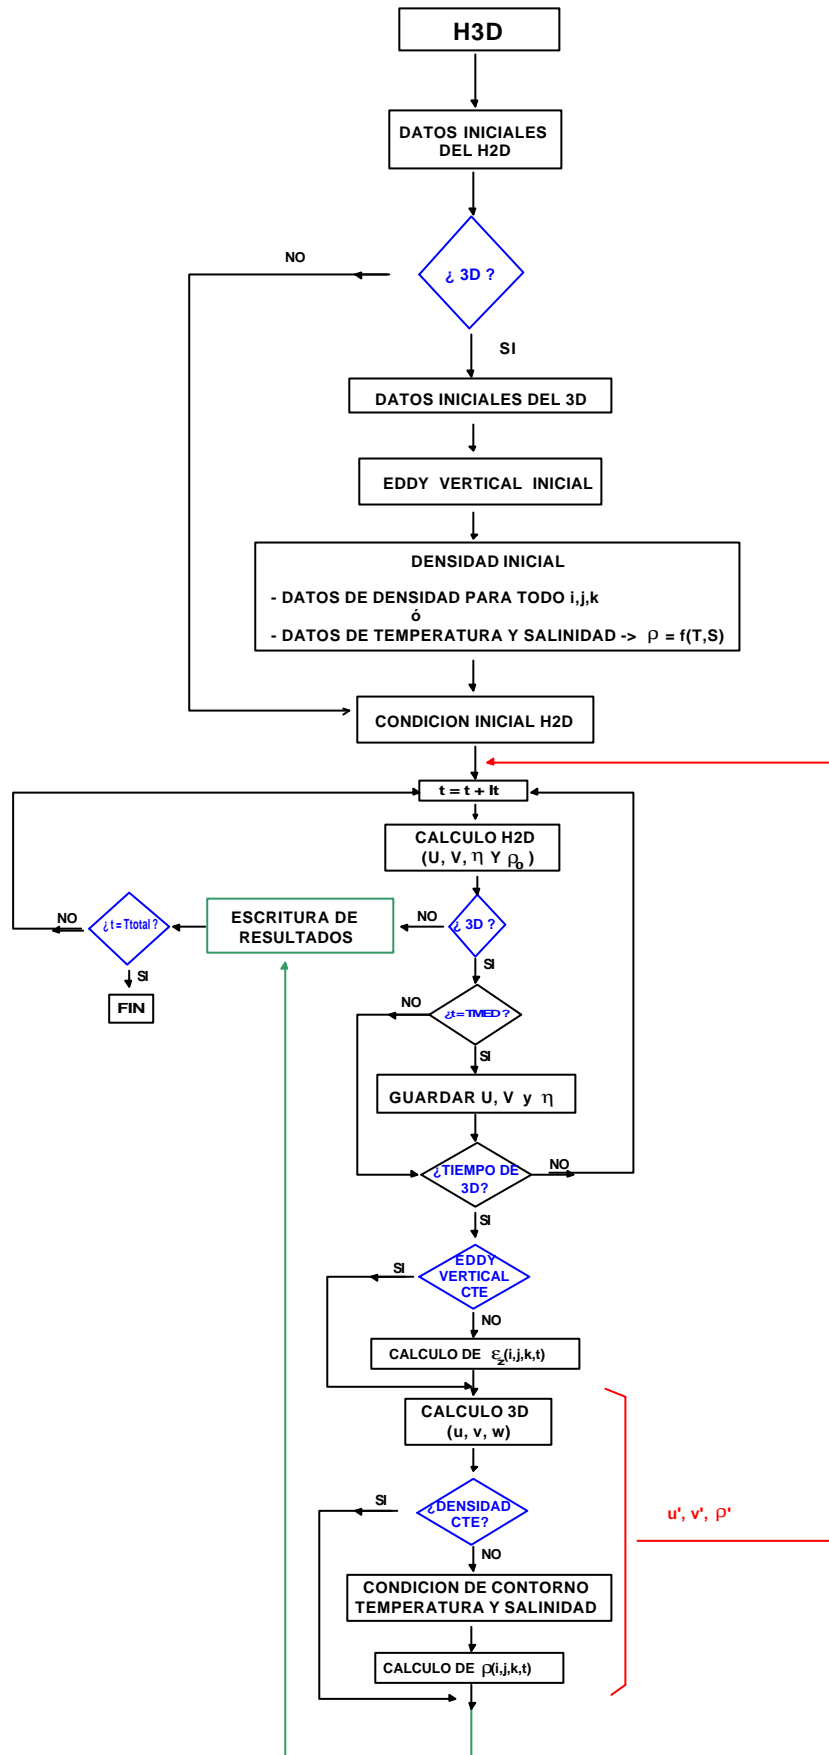 H3D
DATOS INICIALES
DEL H2D
NO
¿ 3D ?
SI
DATOS INICIALES DEL 3D
EDDY VERTICAL INICIAL
DENSIDAD INICIAL
- DATOS DE DENSIDAD PARA TODO i,j,k
ó
- DATOS DE TEMPERATURA Y SALINIDAD -> ρ = f(T,S)
CONDICION INICIAL H2D
t = t + It
CALCULO H2D
(U, V, η Y ρ₀ )
NO
¿ t = Ttotal ?
ESCRITURA DE
RESULTADOS
NO
¿ 3D ?
SI
SI
FIN
NO
¿t = TMED ?
SI
GUARDAR U, V y η
¿TIEMPO DE
3D?
NO
SI
SI
EDDY
VERTICAL
CTE
NO
CALCULO DE ε_z(i,j,k,t)
CALCULO 3D
(u, v, w)
SI
¿DENSIDAD
CTE?
u', v', ρ'
NO
CONDICION DE CONTORNO
TEMPERATURA Y SALINIDAD
CALCULO DE ρ(i,j,k,t)